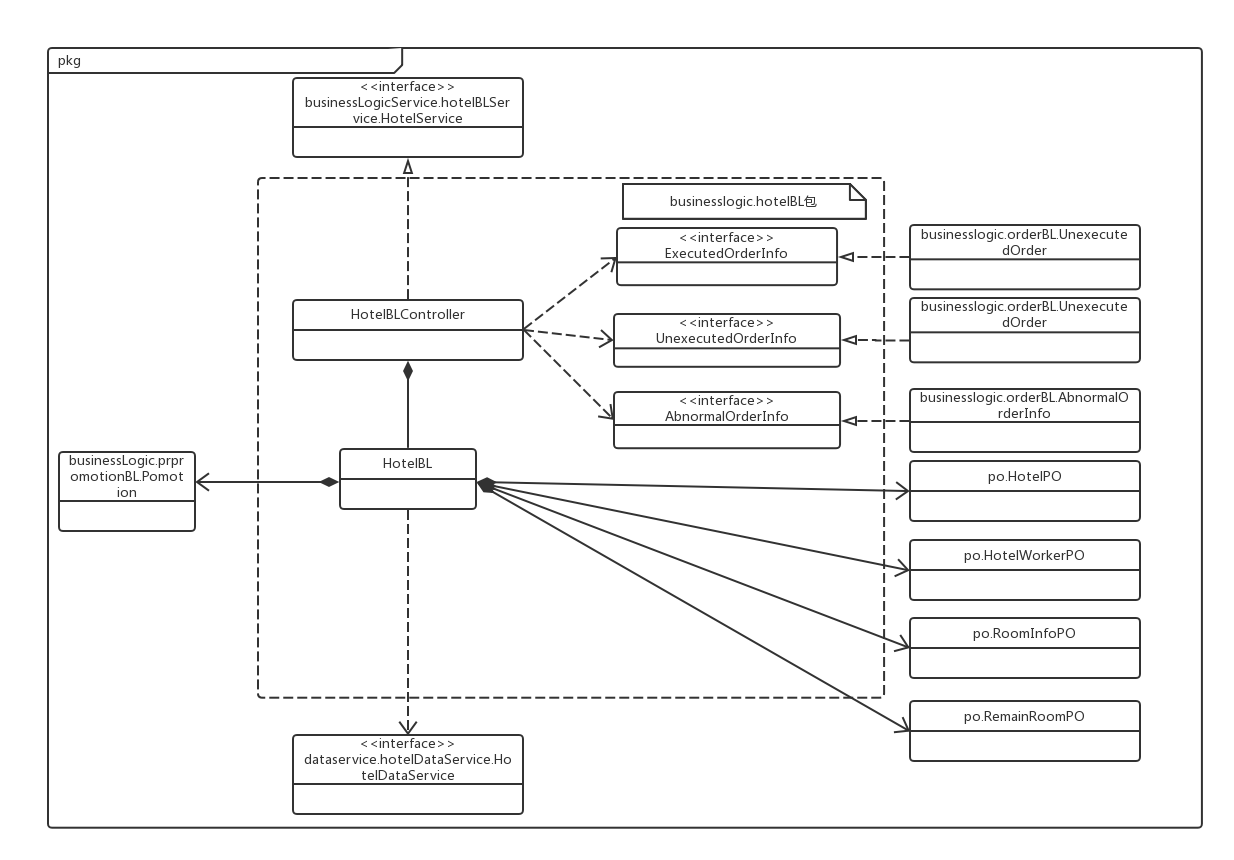 pkg
<<interface>>
businessLogicService.hotelBLSer
vice.HotelService
businesslogic.hotelBL包
<<interface>>
ExecutedOrderInfo
businesslogic.orderBL.Unexecute
dOrder
HotelBLController
<<interface>>
UnexecutedOrderInfo
businesslogic.orderBL.Unexecute
dOrder
<<interface>>
AbnormalOrderInfo
businesslogic.orderBL.AbnormalO
rderInfo
businessLogic.prpr
omotionBL.Pomot
ion
HotelBL
po.HotelPO
po.HotelWorkerPO
po.RoomInfoPO
po.RemainRoomPO
<<interface>>
dataservice.hotelDataService.Ho
telDataService